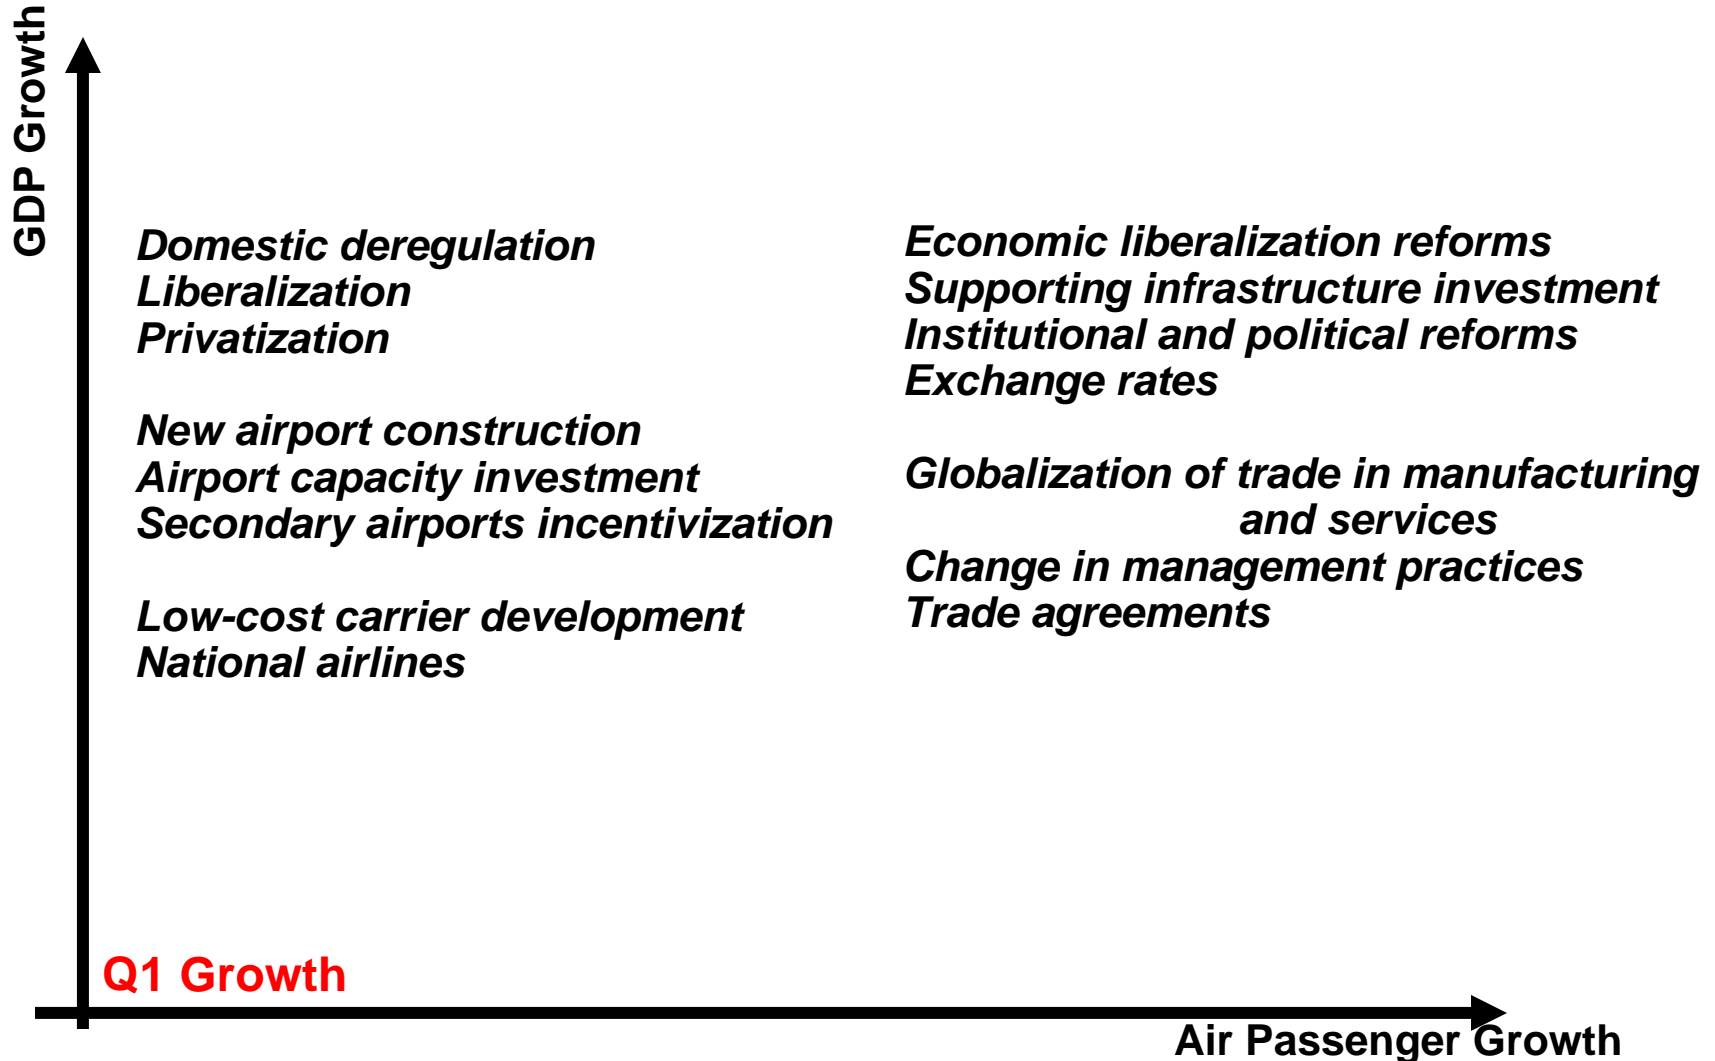 GDP Growth
Domestic deregulation
Liberalization
Privatization
New airport construction
Airport capacity investment
Secondary airports incentivization
Low-cost carrier development
National airlines
Economic liberalization reforms
Supporting infrastructure investment
Institutional and political reforms
Exchange rates
Globalization of trade in manufacturing
and services
Change in management practices
Trade agreements
Q1 Growth
Air Passenger Growth